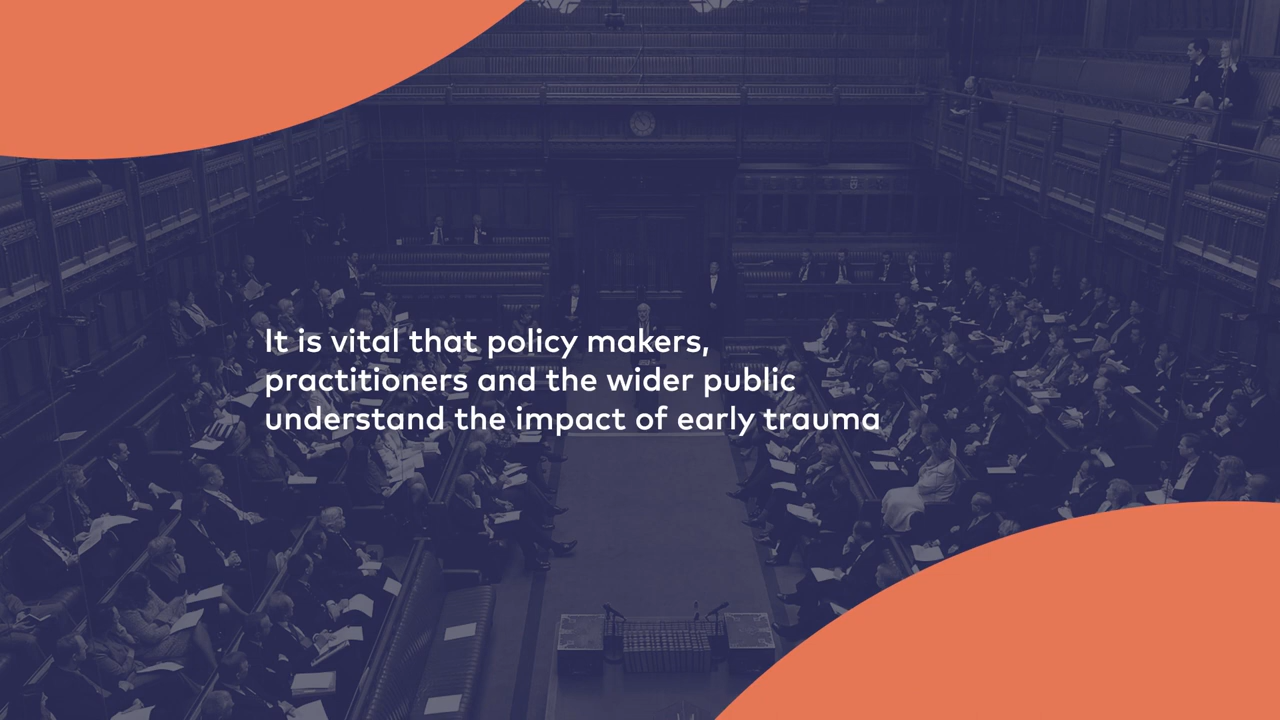 It is vital that policy makers,
practitioners and the wider public
understand the impact of early trauma